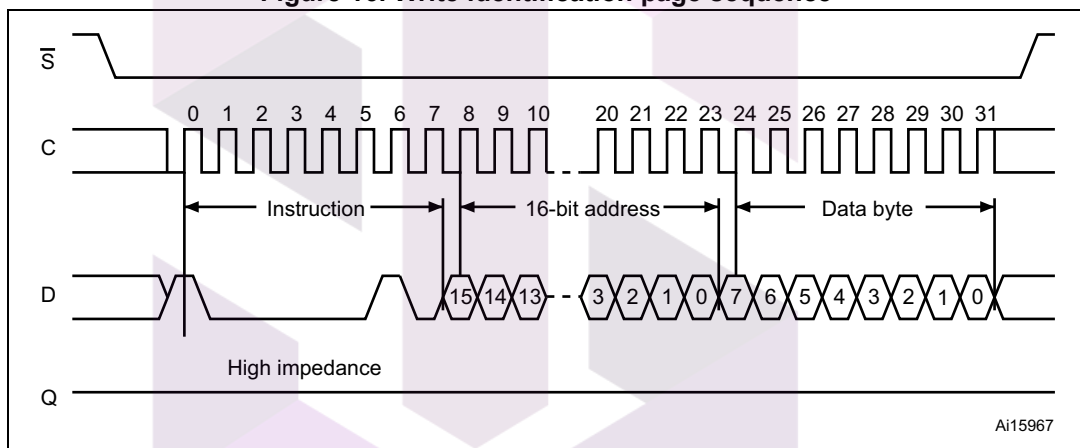 Figure 16. Write identification page sequence
S
0 1 2 3 4 5 6 7 8 9 10 20 21 22 23 24 25 26 27 28 29 30 31
C
Instruction 16-bit address Data byte
D 15 14 13 3 2 1 0 7 6 5 4 3 2 1 0
High impedance
Q
Ai15967